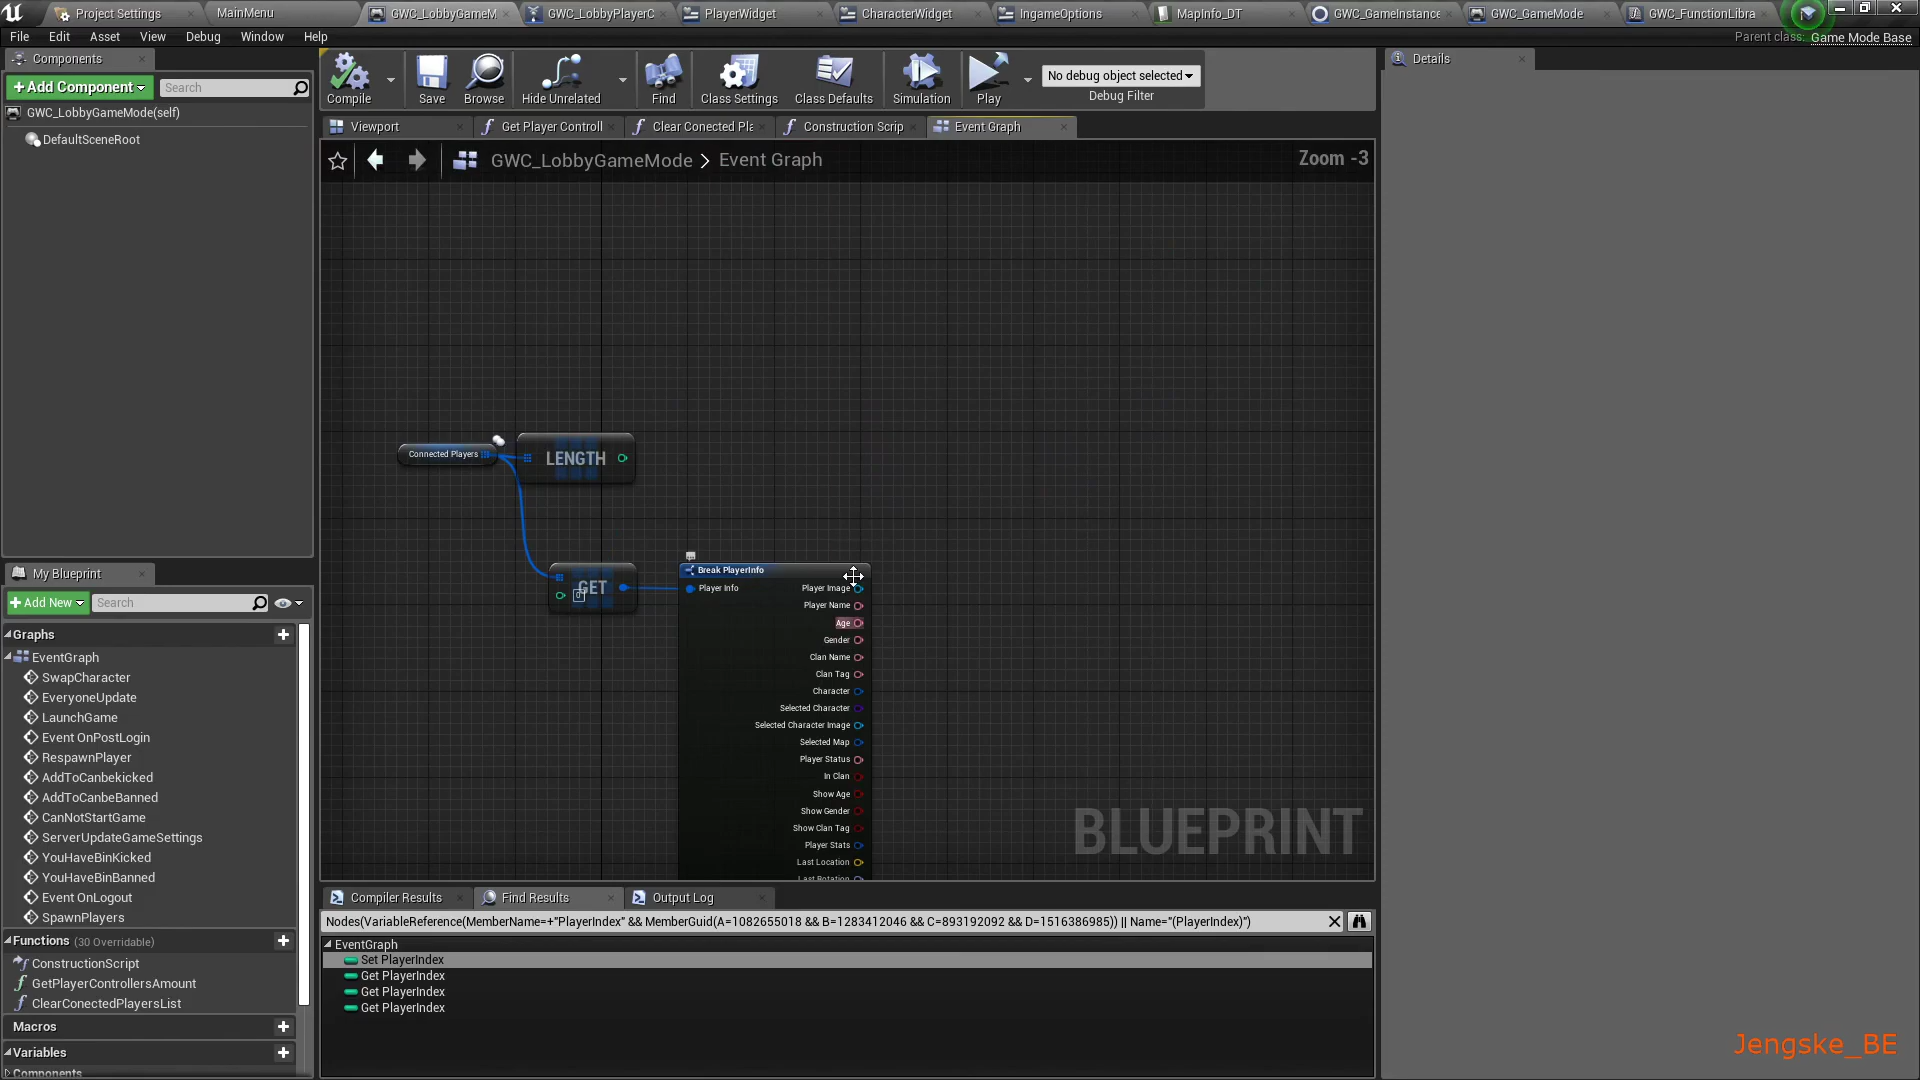 Project Settings
MainMenu
GWC_LobbyGameM
GWC_LobbyPlayerC
PlayerWidget
CharacterWidget
IngameOptions
MapInfo_DT
GWC_GameInstance
GWC_GameMode
GWC_FunctionLibra
File Edit Asset View Debug Window Help
Parent class: Game Mode Base
Components
+Add Component
Search
GWC_LobbyGameMode(self)
DefaultSceneRoot
Compile
Save
Browse
Hide Unrelated
Find
Class Settings
Class Defaults
Simulation
Play
No debug object selected
Debug Filter
Details
Viewport
Get Player Controll
Clear Conected Pla
Construction Scrip
Event Graph
GWC_LobbyGameMode > Event Graph
Zoom -3
Connected Players
LENGTH
GET
0
Break PlayerInfo
Player Info
Player Image
Player Name
Age
Gender
Clan Name
Clan Tag
Character
Selected Character
Selected Character Image
Selected Map
Player Status
In Clan
Show Age
Show Gender
Show Clan Tag
Player Stats
Last Location
Last Rotation
BLUEPRINT
My Blueprint
+Add New
Search
Graphs
EventGraph
SwapCharacter
EveryoneUpdate
LaunchGame
Event OnPostLogin
RespawnPlayer
AddToCanbekicked
AddToCanbeBanned
CanNotStartGame
ServerUpdateGameSettings
YouHaveBinKicked
YouHaveBinBanned
Event OnLogout
SpawnPlayers
Functions (30 Overridable)
ConstructionScript
GetPlayerControllersAmount
ClearConectedPlayersList
Macros
Variables
Components
Compiler Results
Find Results
Output Log
Nodes(VariableReference(MemberName=+"PlayerIndex" && MemberGuid(A=1082655018 && B=1283412046 && C=893192092 && D=1516386985)) || Name="(PlayerIndex)")
EventGraph
Set PlayerIndex
Get PlayerIndex
Get PlayerIndex
Get PlayerIndex
Jengske_BE